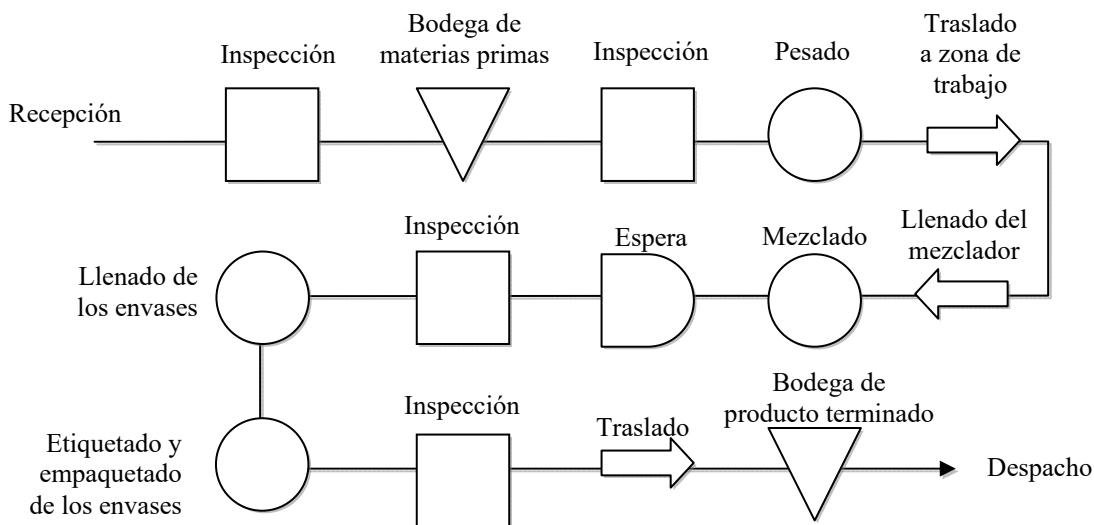 Recepción
Inspección
Bodega de
materias primas
Inspección
Pesado
Traslado
a zona de
trabajo
Llenado del
mezclador
Mezclado
Espera
Inspección
Llenado de
los envases
Etiquetado y
empaquetado
de los envases
Inspección
Traslado
Bodega de
producto terminado
Despacho